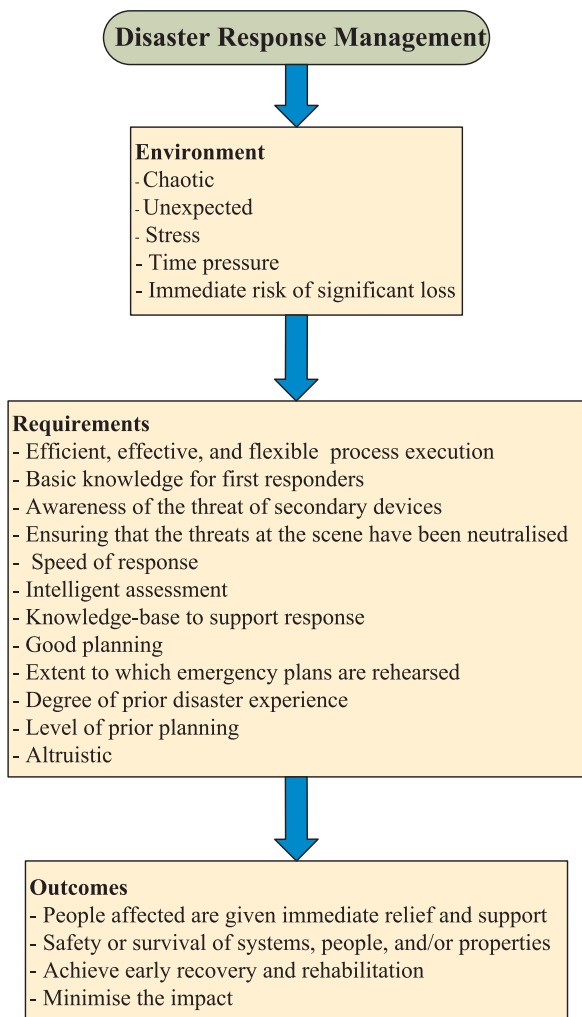 Disaster Response Management
Environment
- Chaotic
- Unexpected
- Stress
- Time pressure
- Immediate risk of significant loss
Requirements
- Efficient, effective, and flexible process execution
- Basic knowledge for first responders
- Awareness of the threat of secondary devices
- Ensuring that the threats at the scene have been neutralised
- Speed of response
- Intelligent assessment
- Knowledge-base to support response
- Good planning
- Extent to which emergency plans are rehearsed
- Degree of prior disaster experience
- Level of prior planning
- Altruistic
Outcomes
- People affected are given immediate relief and support
- Safety or survival of systems, people, and/or properties
- Achieve early recovery and rehabilitation
- Minimise the impact